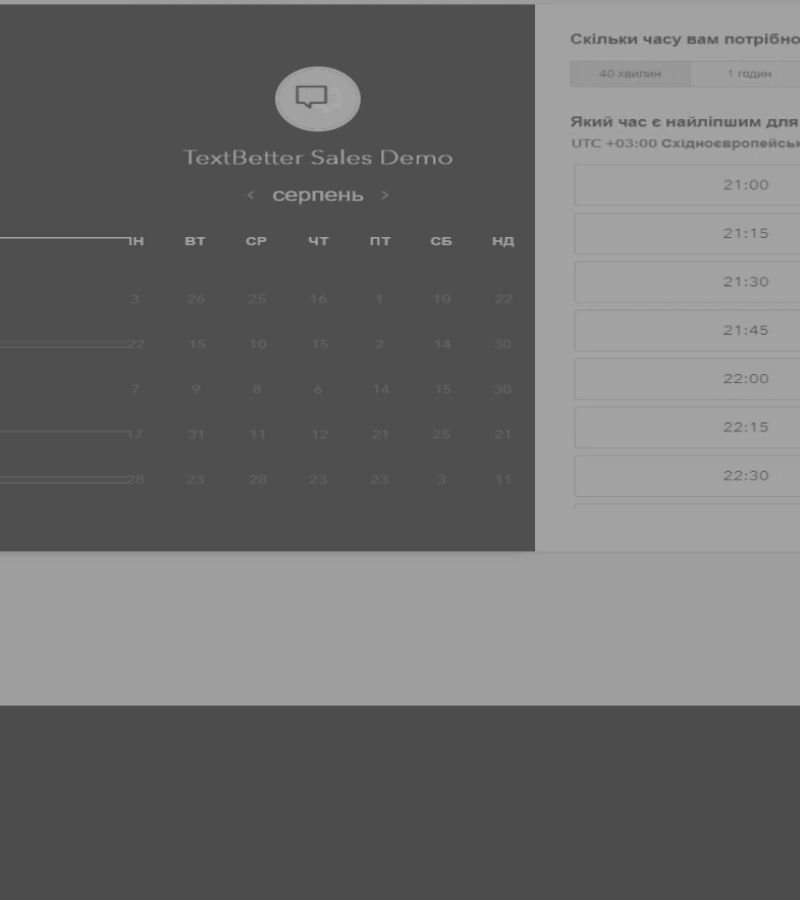 TextBetter Sales Demo
‹ серпень ›
ІН ВТ СР ЧТ ПТ СБ НД
3 26 25 16 1 10 22
22 15 10 15 2 14 30
7 9 8 6 14 15 30
17 31 11 12 21 25 21
28 23 28 23 23 3 11
Скільки часу вам потрібно
40 хвилин 1 годин
Який час є найліпшим для
UTC +03:00 Східноєвропейськ
21:00
21:15
21:30
21:45
22:00
22:15
22:30